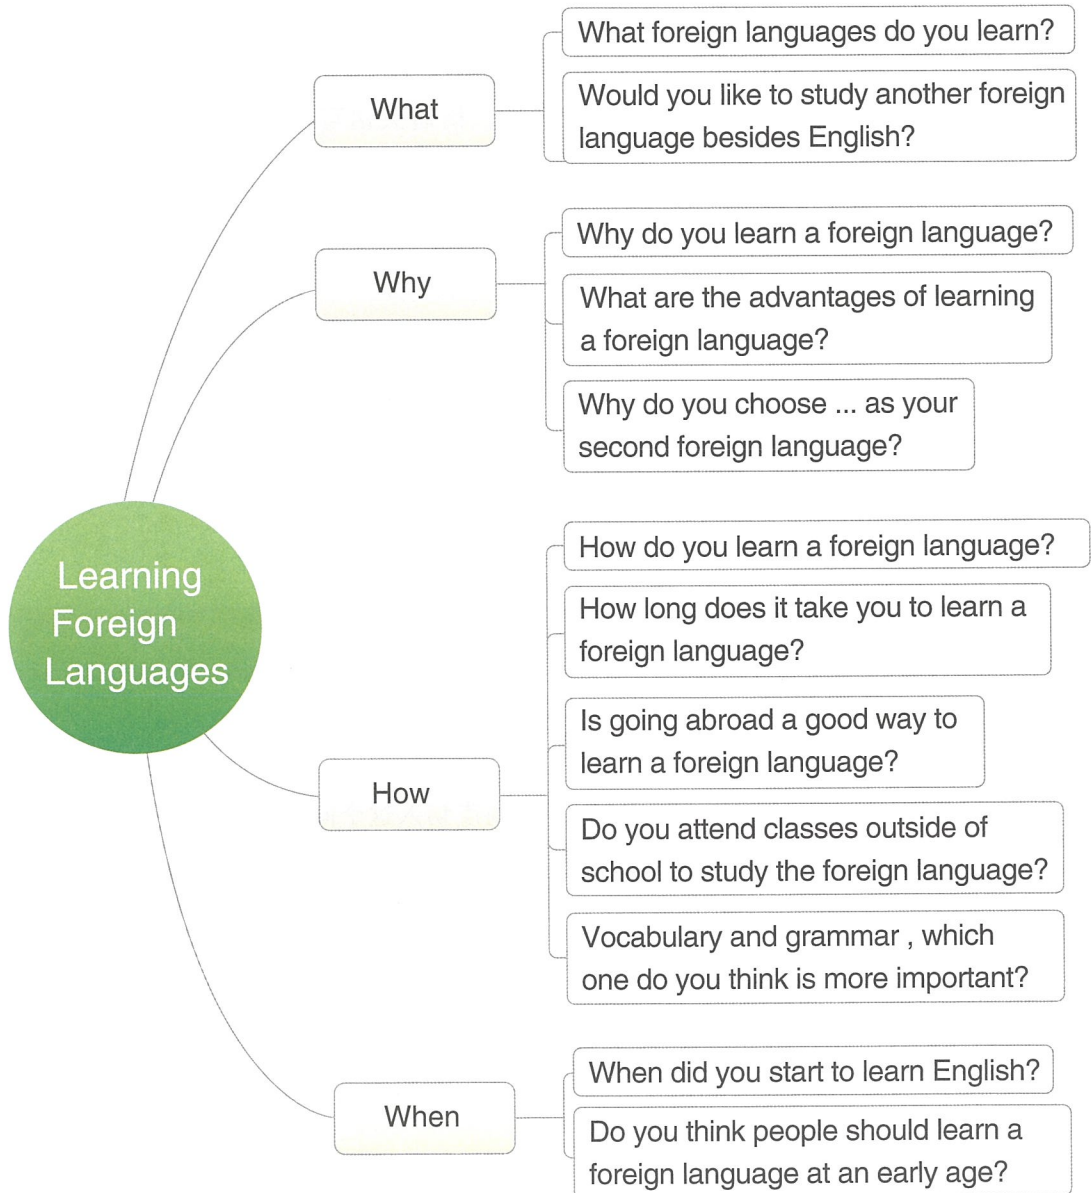 What foreign languages do you learn?
What
Would you like to study another foreign
language besides English?
Why do you learn a foreign language?
Why
What are the advantages of learning
a foreign language?
Why do you choose ... as your
second foreign language?
Learning
Foreign
Languages
How do you learn a foreign language?
How long does it take you to learn a
foreign language?
Is going abroad a good way to
learn a foreign language?
How
Do you attend classes outside of
school to study the foreign language?
Vocabulary and grammar , which
one do you think is more important?
When did you start to learn English?
When
Do you think people should learn a
foreign language at an early age?